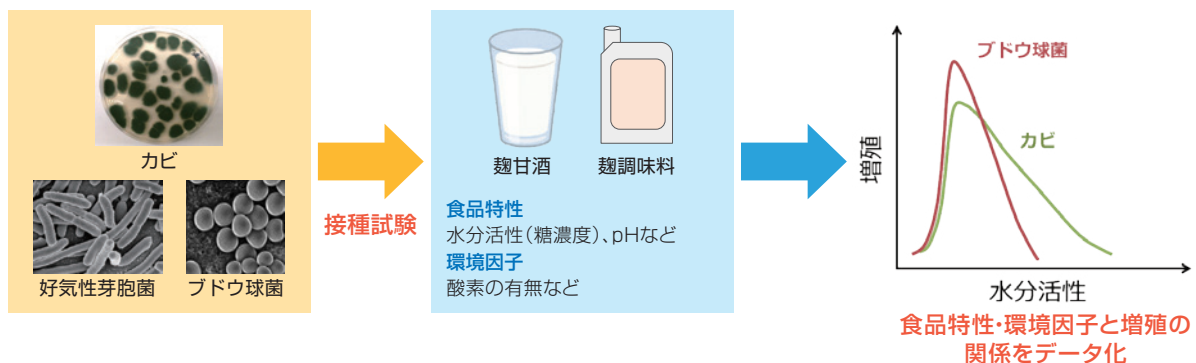 カビ
好気性芽胞菌
ブドウ球菌
接種試験
麹甘酒
麹調味料
食品特性
水分活性(糖濃度)、pHなど
環境因子
酸素の有無など
増殖
ブドウ球菌
カビ
水分活性
食品特性・環境因子と増殖の
関係をデータ化